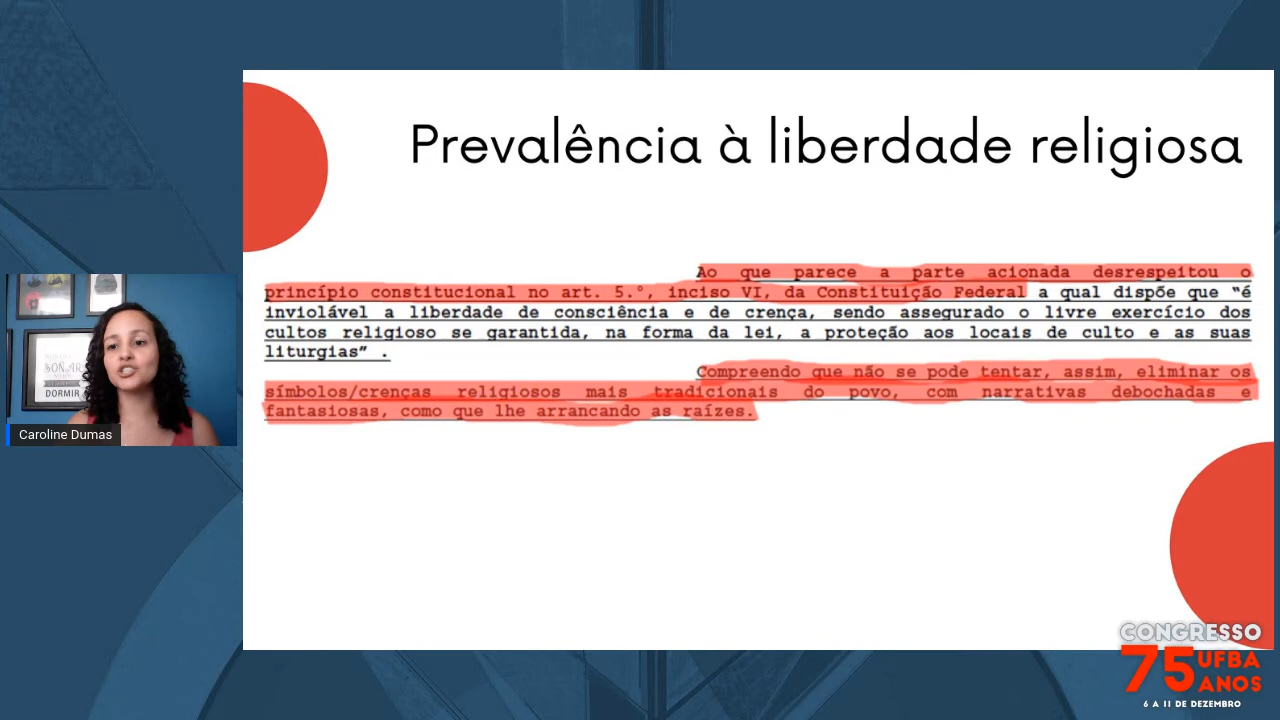 Prevalência à liberdade religiosa
Ao que parece a parte acionada desrespeitou o
princípio constitucional no art. 5.º, inciso VI, da Constituição Federal a qual dispõe que “é
inviolável a liberdade de consciência e de crença, sendo assegurado o livre exercício dos
cultos religioso se garantida, na forma da lei, a proteção aos locais de culto e as suas
liturgias” .
Compreendo que não se pode tentar, assim, eliminar os
símbolos/crenças religiosos mais tradicionais do povo, com narrativas debochadas e
fantasiosas, como que lhe arrancando as raízes.
SOÑAR
DORMIR
Caroline Dumas
CONGRESSO
75 UFBA
ANOS
6 A 11 DE DEZEMBRO